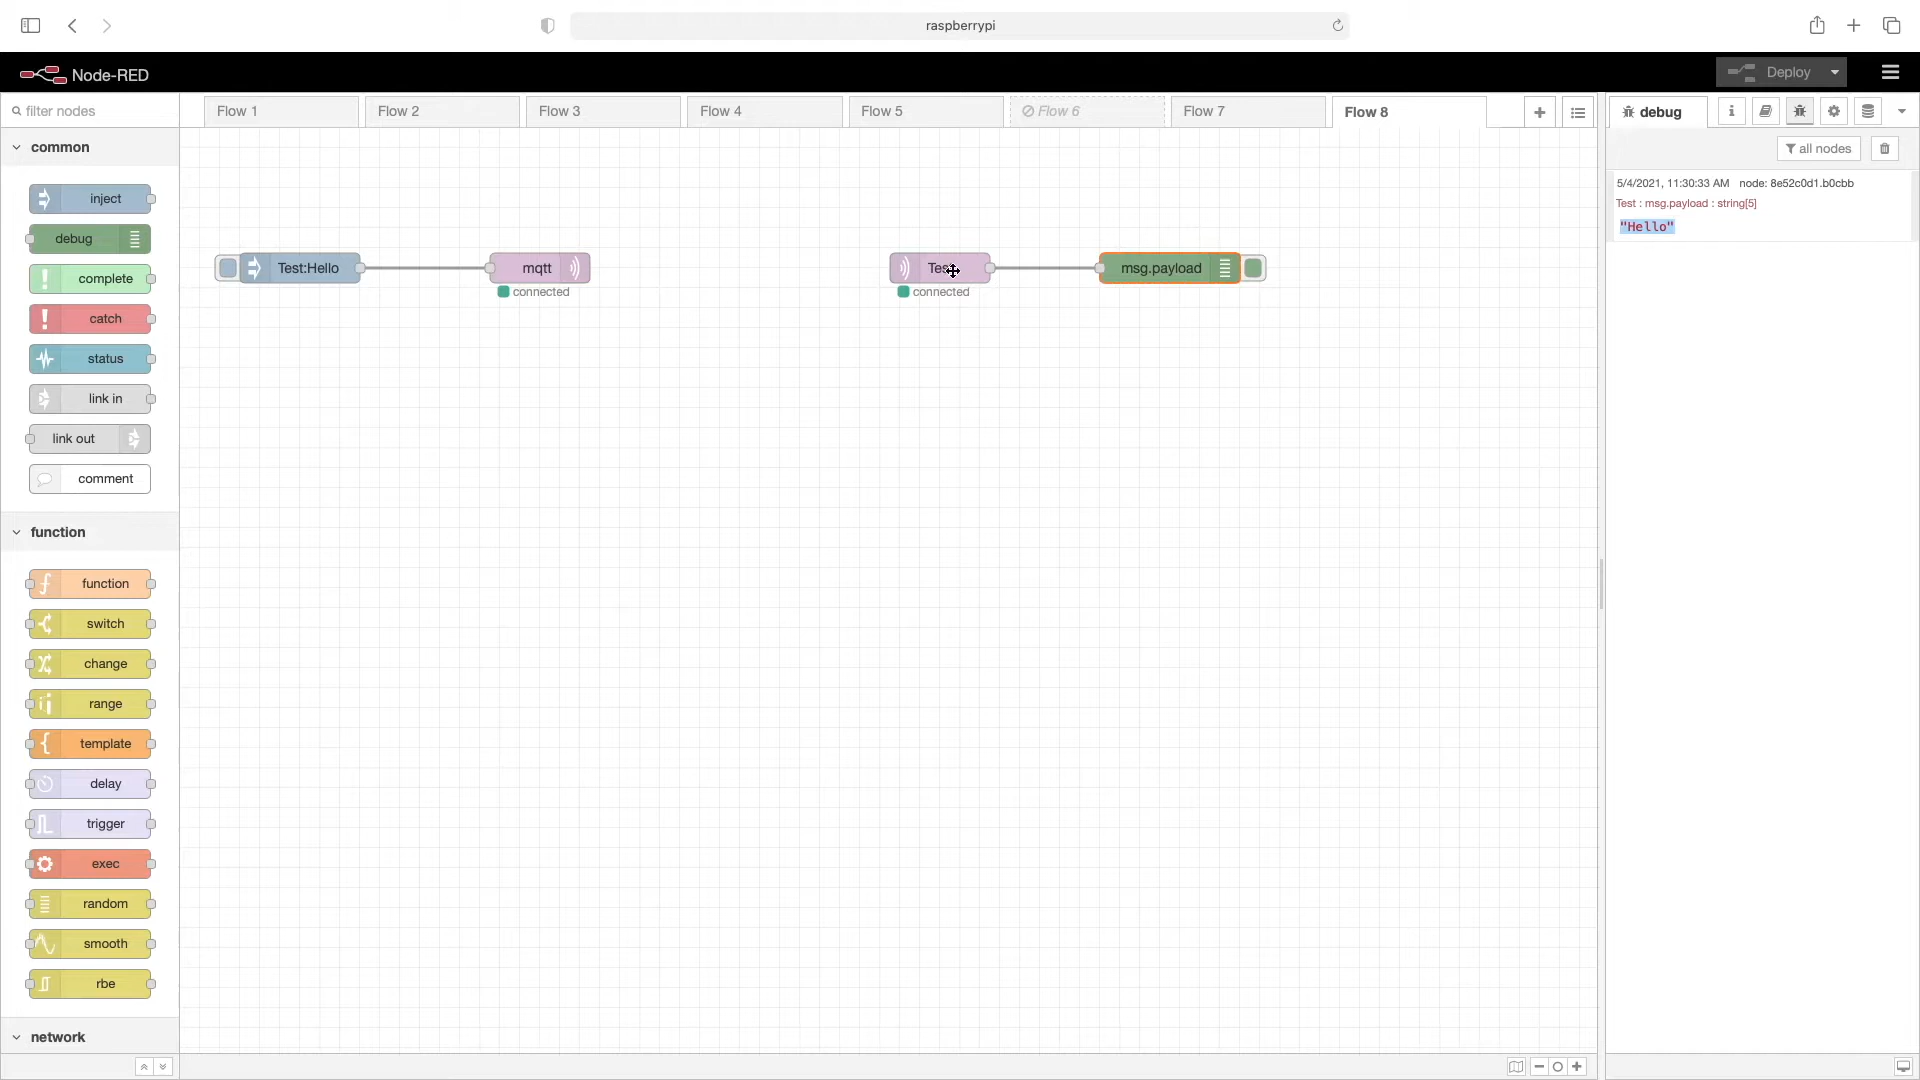 raspberrypi
Node-RED
Deploy
filter nodes
Flow 1
Flow 2
Flow 3
Flow 4
Flow 5
Flow 6
Flow 7
Flow 8
debug
i
all nodes
common
inject
debug
complete
catch
status
link in
link out
comment
function
function
switch
change
range
template
delay
trigger
exec
random
smooth
rbe
network
Test:Hello
mqtt
connected
connected
msg.payload
5/4/2021, 11:30:33 AM node: 8e52c0d1.b0cbb
Test : msg.payload : string[5]
"Hello"